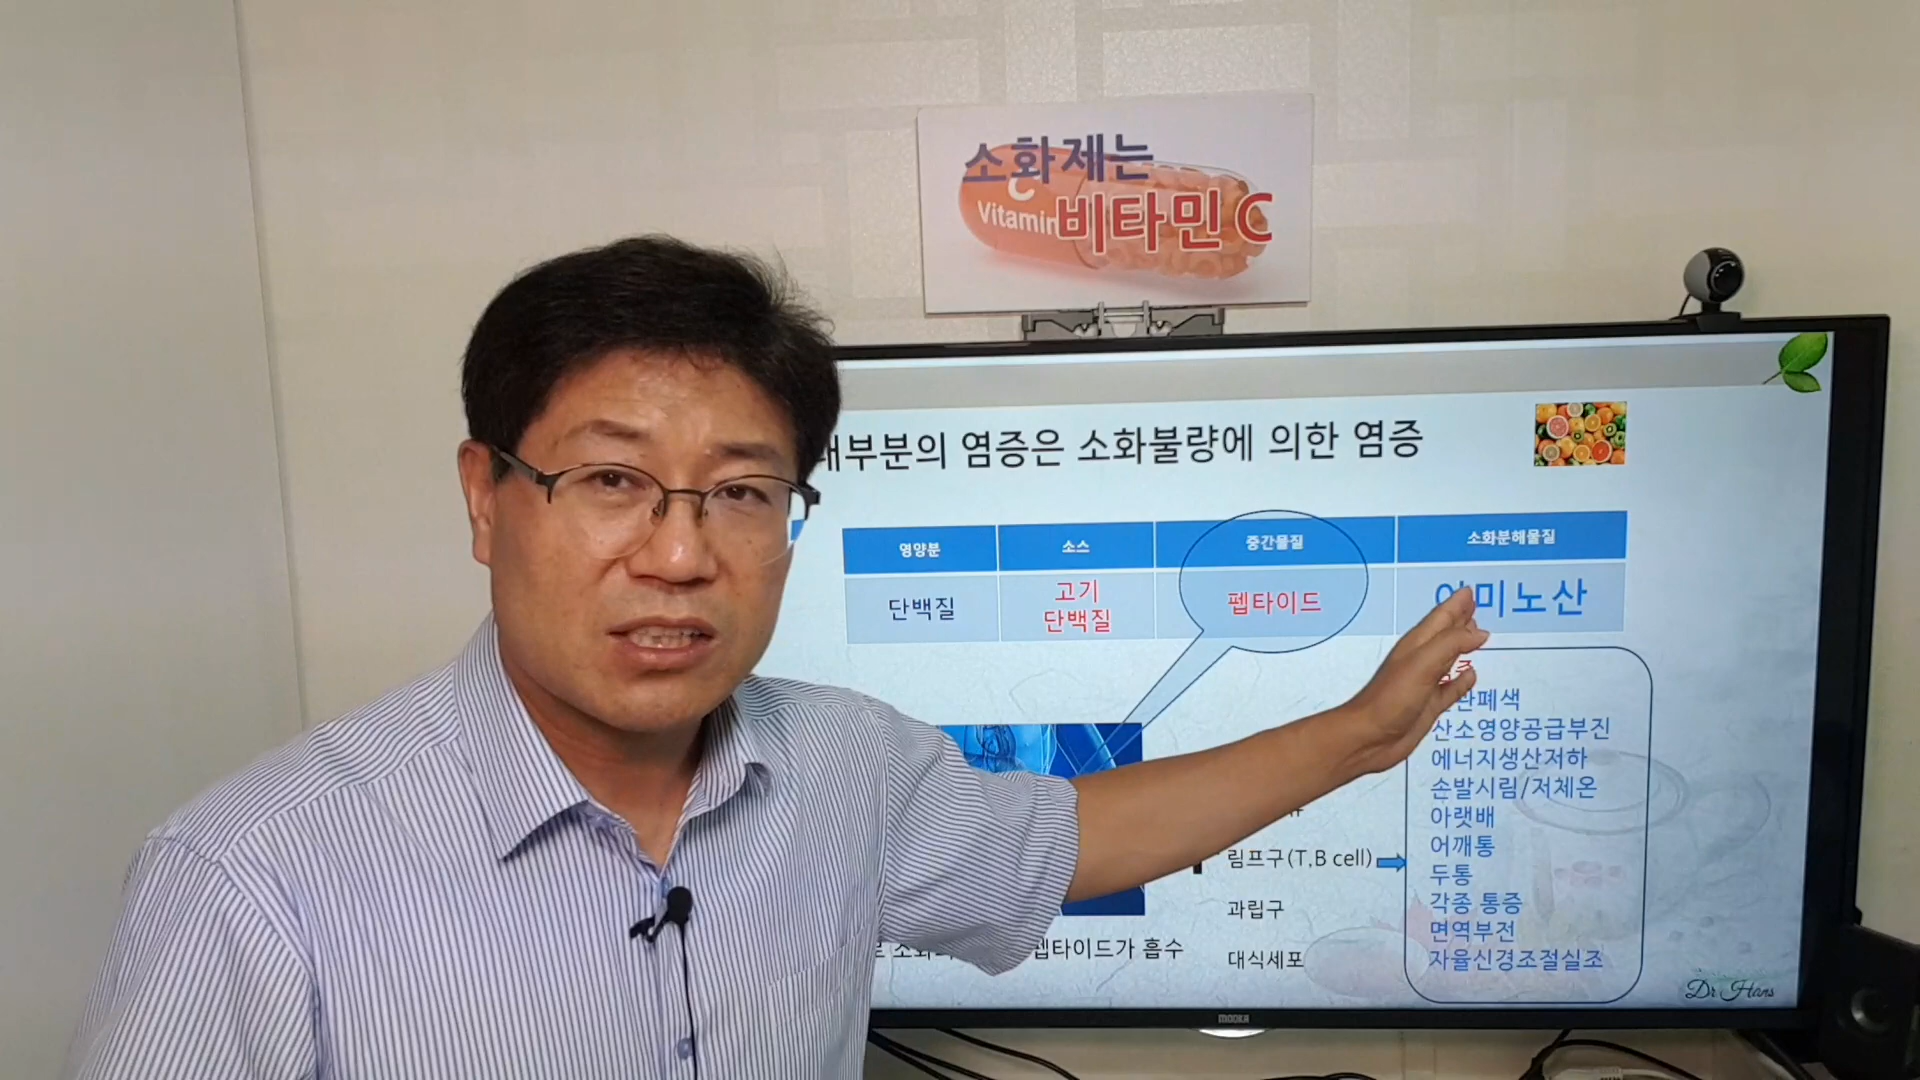 소화제는
C
Vitamin
비타민 C
대부분의 염증은 소화불량에 의한 염증
영양분 소스 중간물질 소화분해물질
단백질 고기 단백질 펩타이드 아미노산
산소영양공급부진
에너지생산저하
손발시림/저체온
아랫배
어깨통
림프구(T,B cell)
두통
과립구
각종 통증
면역부전
펩타이드가 흡수
대식세포
자율신경조절실조
Dr Hans
MOOKA